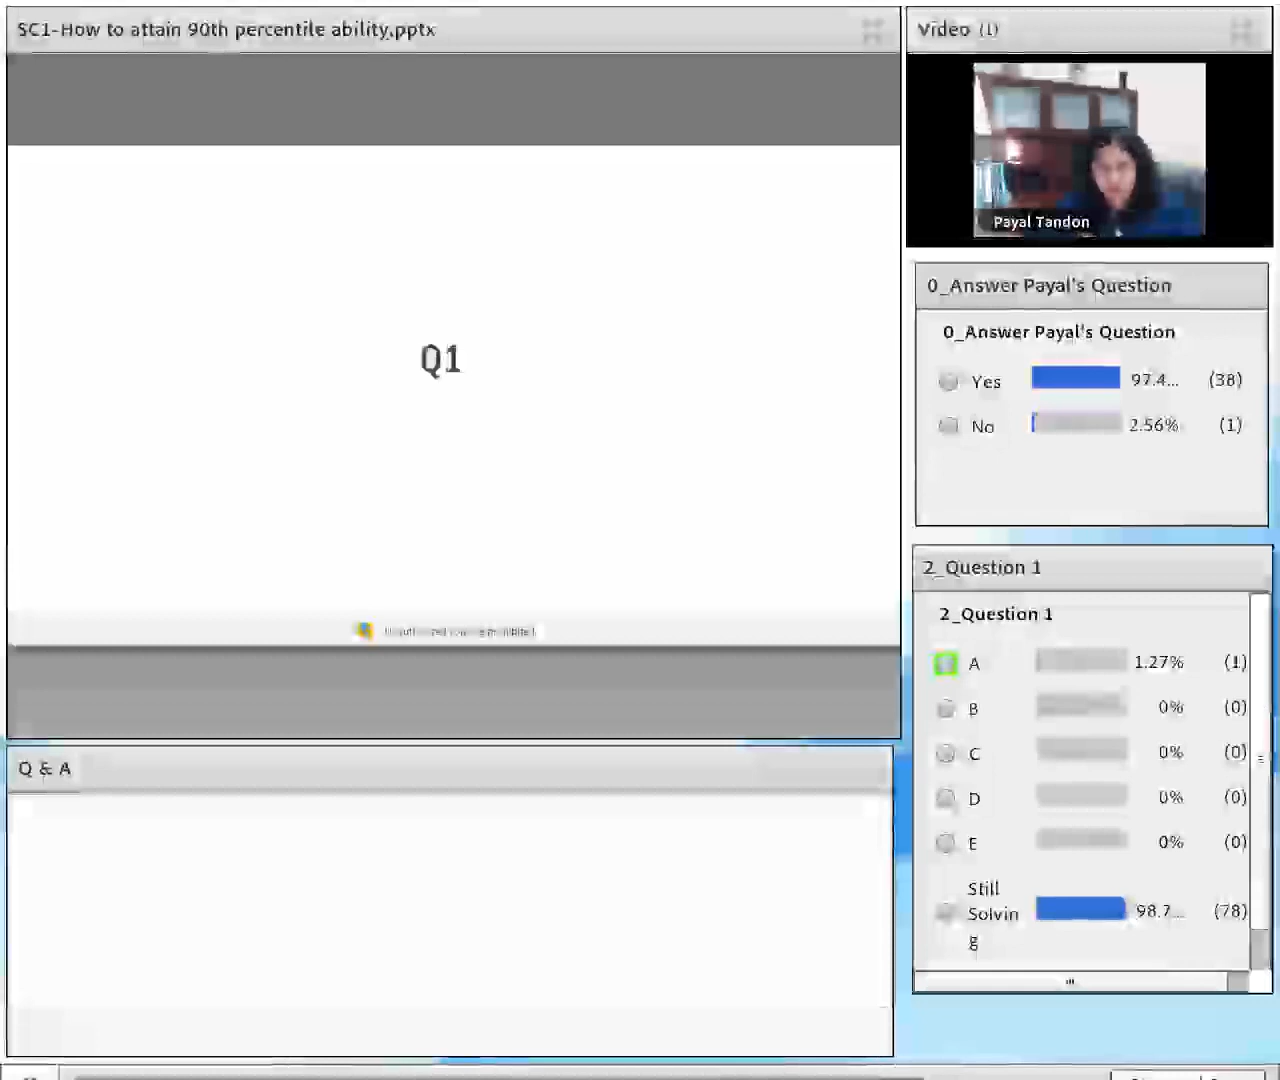 SC1-How to attain 90th percentile ability.pptx
Video (1)
Payal Tandon
Q1
0_Answer Payal's Question
0_Answer Payal's Question
Yes 97.4... (38)
No 2.56% (1)
2_Question 1
2_Question 1
A 1.27% (1)
B 0% (0)
C 0% (0)
D 0% (0)
E 0% (0)
Still
Solvin 98.7... (78)
g
Q & A